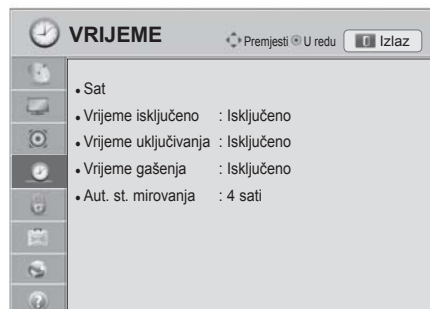 VRIJEME
Premjesti U redu Izlaz
• Sat
• Vrijeme isključeno : Isključeno
• Vrijeme uključivanja : Isključeno
• Vrijeme gašenja : Isključeno
• Aut. st. mirovanja : 4 sati